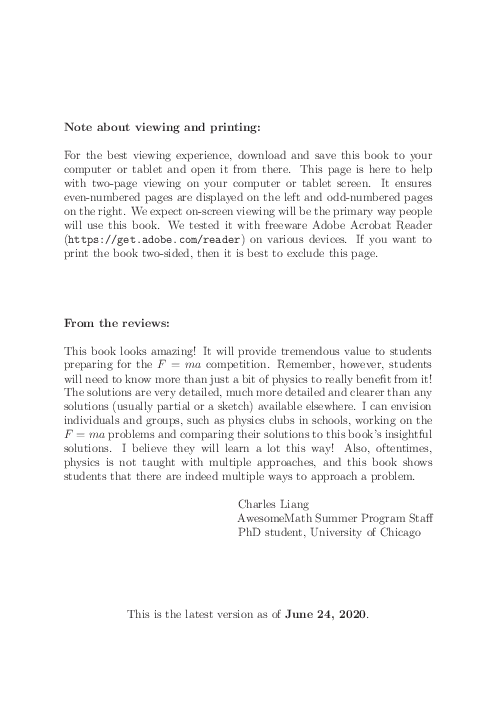 Note about viewing and printing:
For the best viewing experience, download and save this book to your
computer or tablet and open it from there. This page is here to help
with two-page viewing on your computer or tablet screen. It ensures
even-numbered pages are displayed on the left and odd-numbered pages
on the right. We expect on-screen viewing will be the primary way people
will use this book. We tested it with freeware Adobe Acrobat Reader
(https://get.adobe.com/reader) on various devices. If you want to
print the book two-sided, then it is best to exclude this page.
From the reviews:
This book looks amazing! It will provide tremendous value to students
preparing for the F = ma competition. Remember, however, students
will need to know more than just a bit of physics to really benefit from it!
The solutions are very detailed, much more detailed and clearer than any
solutions (usually partial or a sketch) available elsewhere. I can envision
individuals and groups, such as physics clubs in schools, working on the
F = ma problems and comparing their solutions to this book's insightful
solutions. I believe they will learn a lot this way! Also, oftentimes,
physics is not taught with multiple approaches, and this book shows
students that there are indeed multiple ways to approach a problem.
Charles Liang
AwesomeMath Summer Program Staff
PhD student, University of Chicago
This is the latest version as of June 24, 2020.